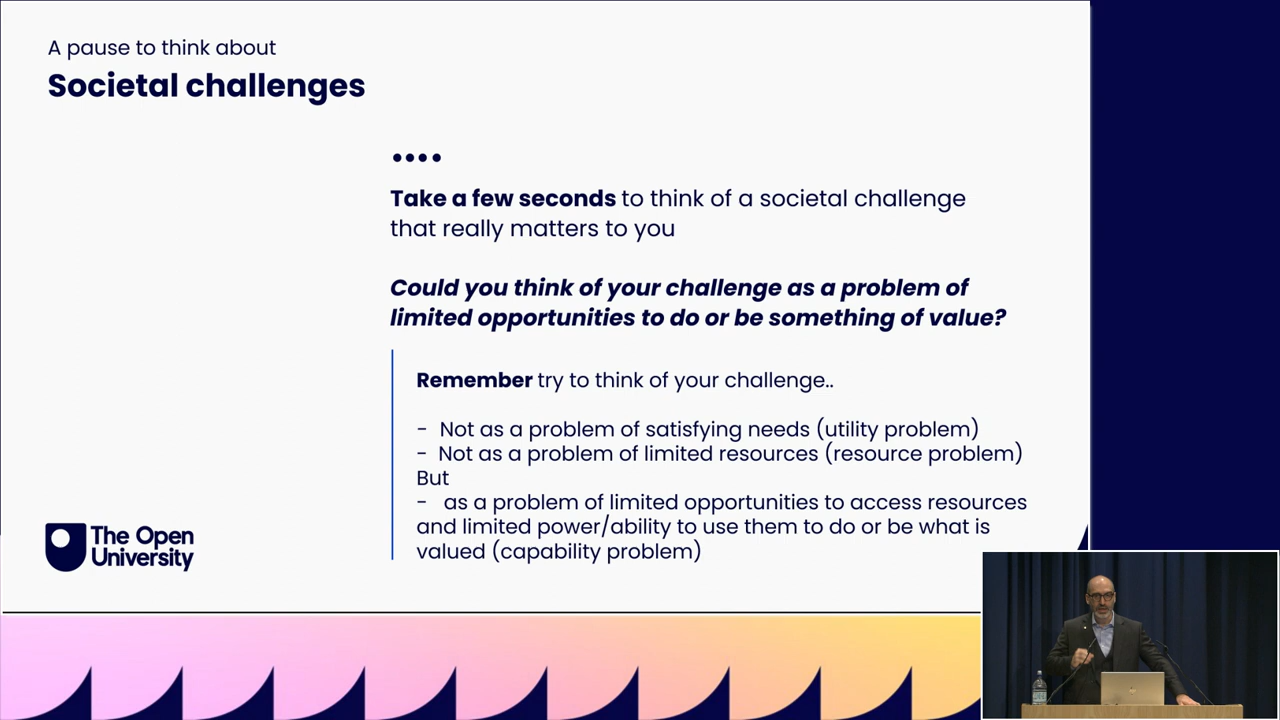 A pause to think about
Societal challenges
••••
Take a few seconds to think of a societal challenge
that really matters to you
Could you think of your challenge as a problem of
limited opportunities to do or be something of value?
Remember try to think of your challenge..
- Not as a problem of satisfying needs (utility problem)
- Not as a problem of limited resources (resource problem)
But
- as a problem of limited opportunities to access resources
and limited power/ability to use them to do or be what is
valued (capability problem)
The Open
University